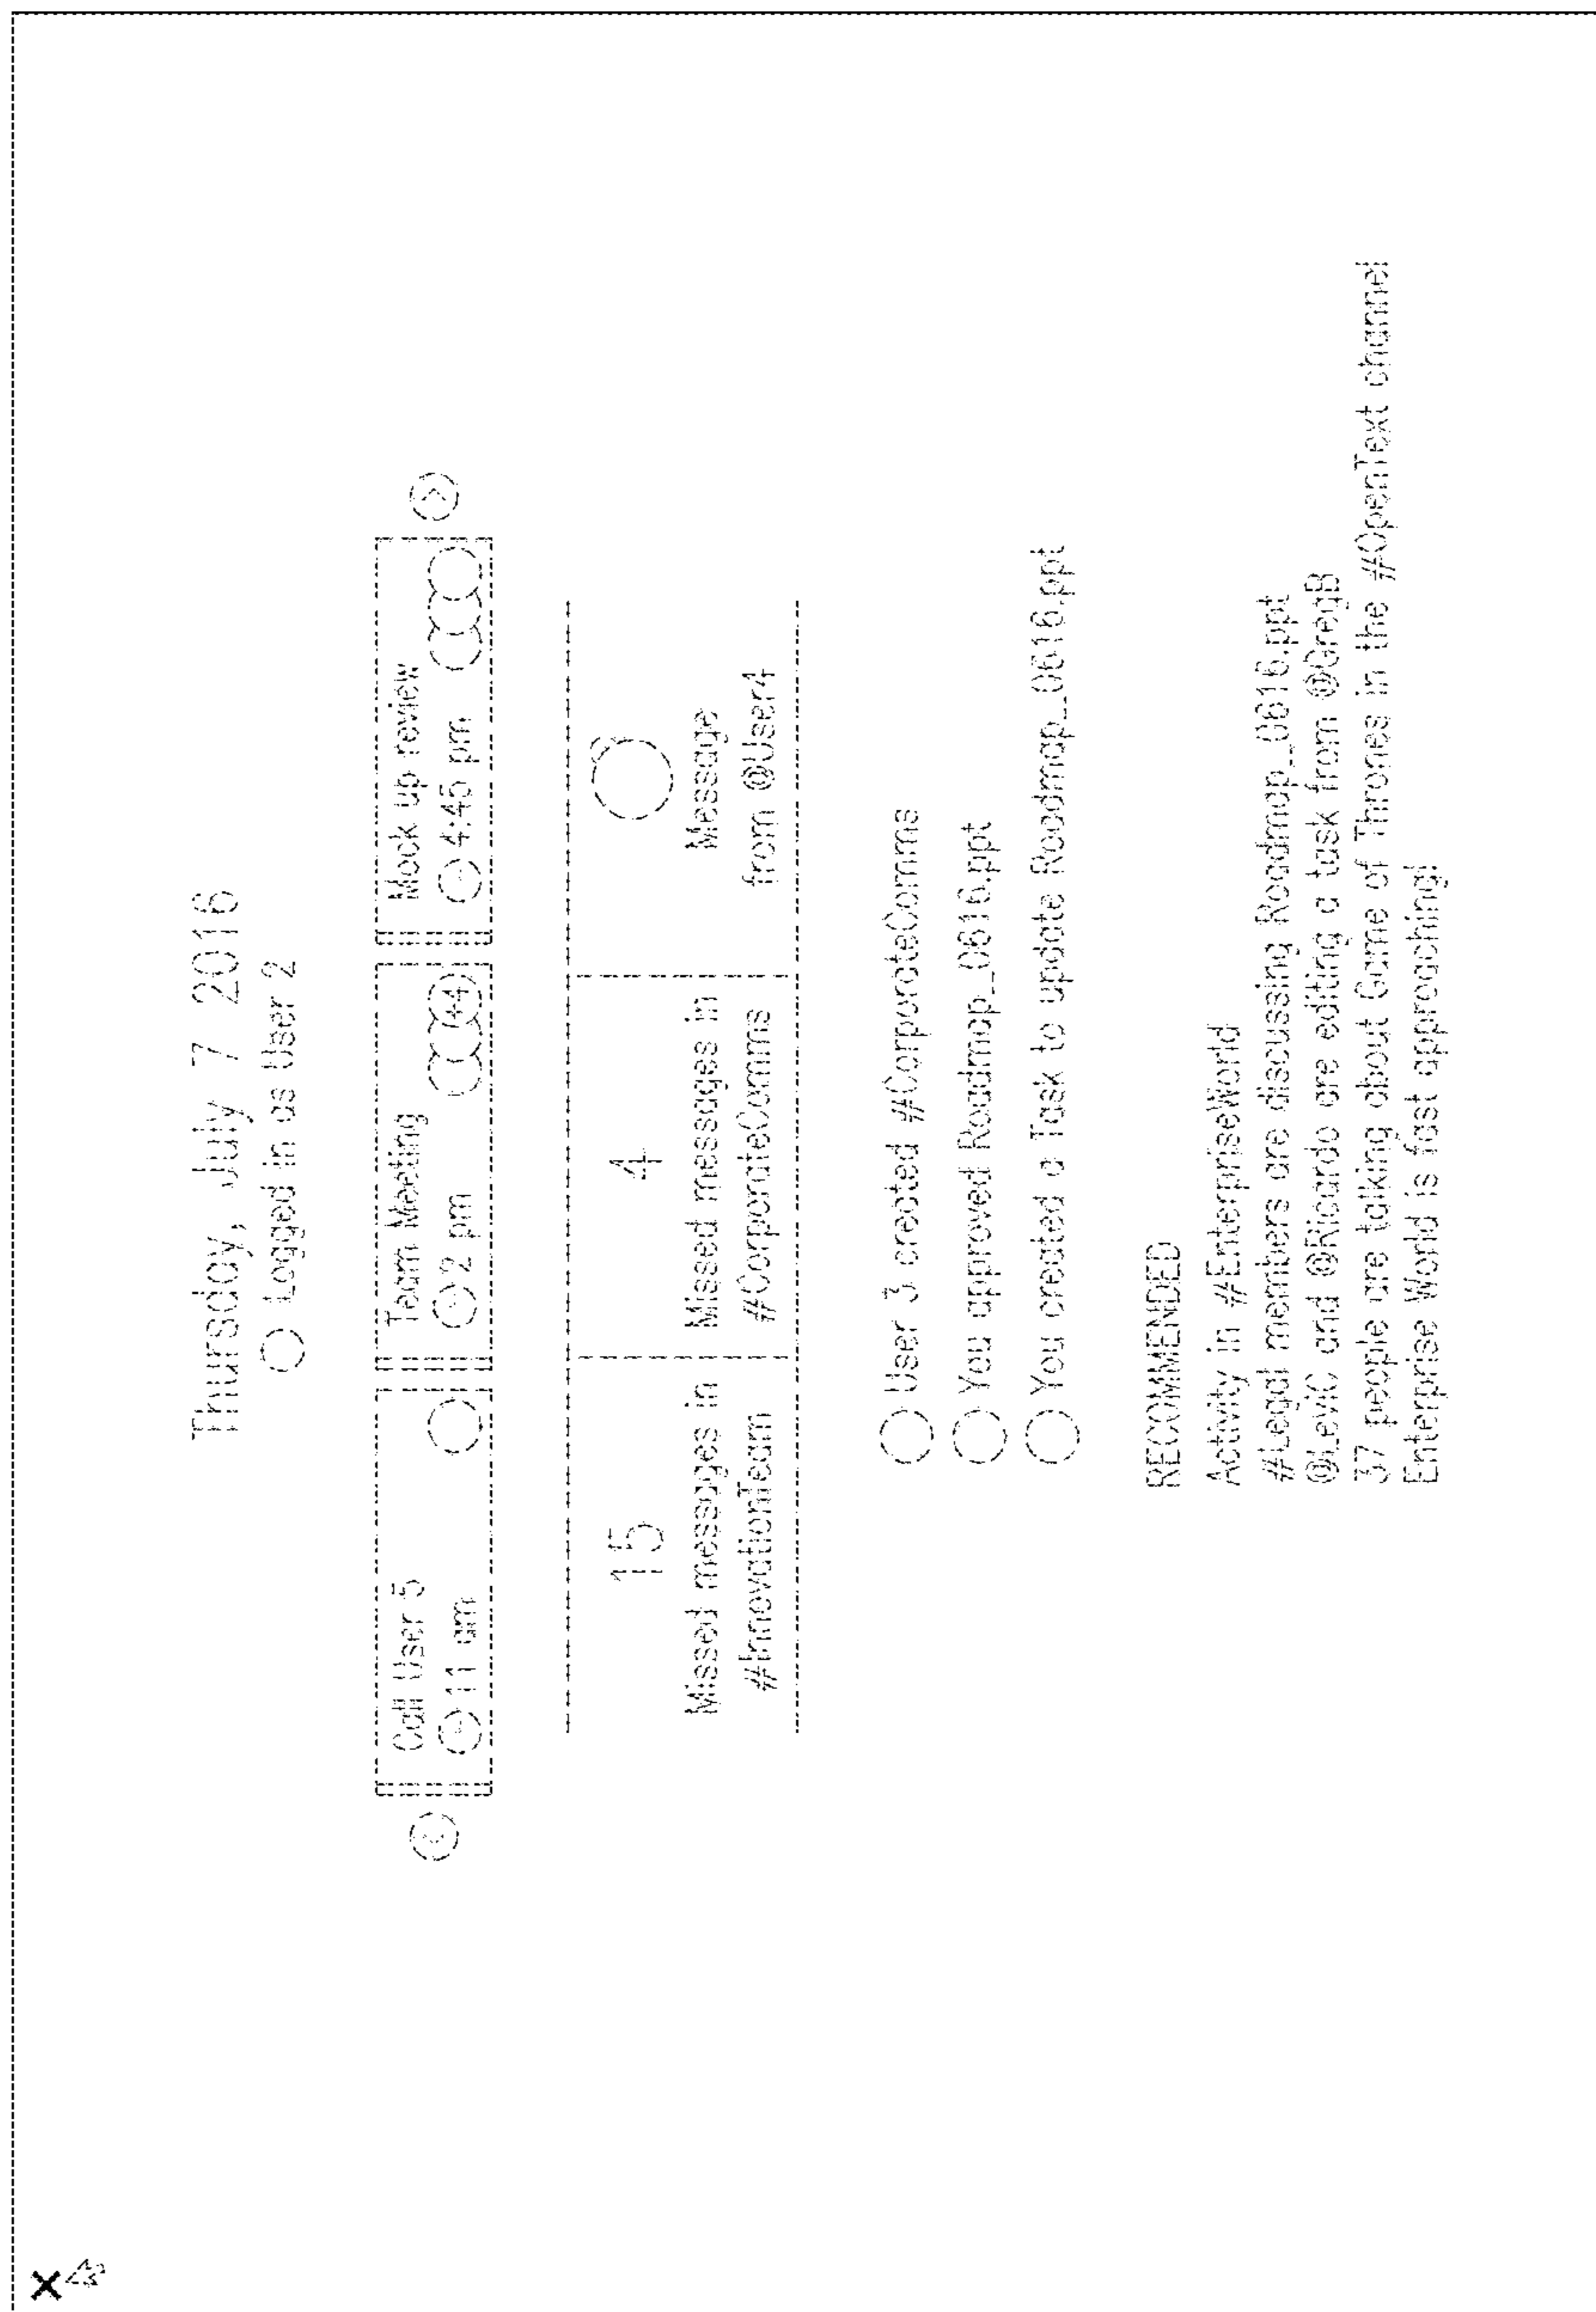 Thursday, July 7 2016
Logged in as User 2
Call User 5
11 am
Team Meeting
2 pm
+4
Mock up review
4:45 pm
15
Missed messages in
#InnovationTeam
4
Missed messages in
#CorporateComms
Message
from @User4
User 3 created #CorporateComms
You approved Roadmap_0616.ppt
You created a Task to update Roadmap_0616.ppt
RECOMMENDED
Activity in #EnterpriseWorld
#Legal members are discussing Roadmap_0616.ppt
@LeviC and @Ricardo are editing a task from @GregB
37 people are talking about Game of Thrones in the #OpenText channel
Enterprise World is fast approaching!